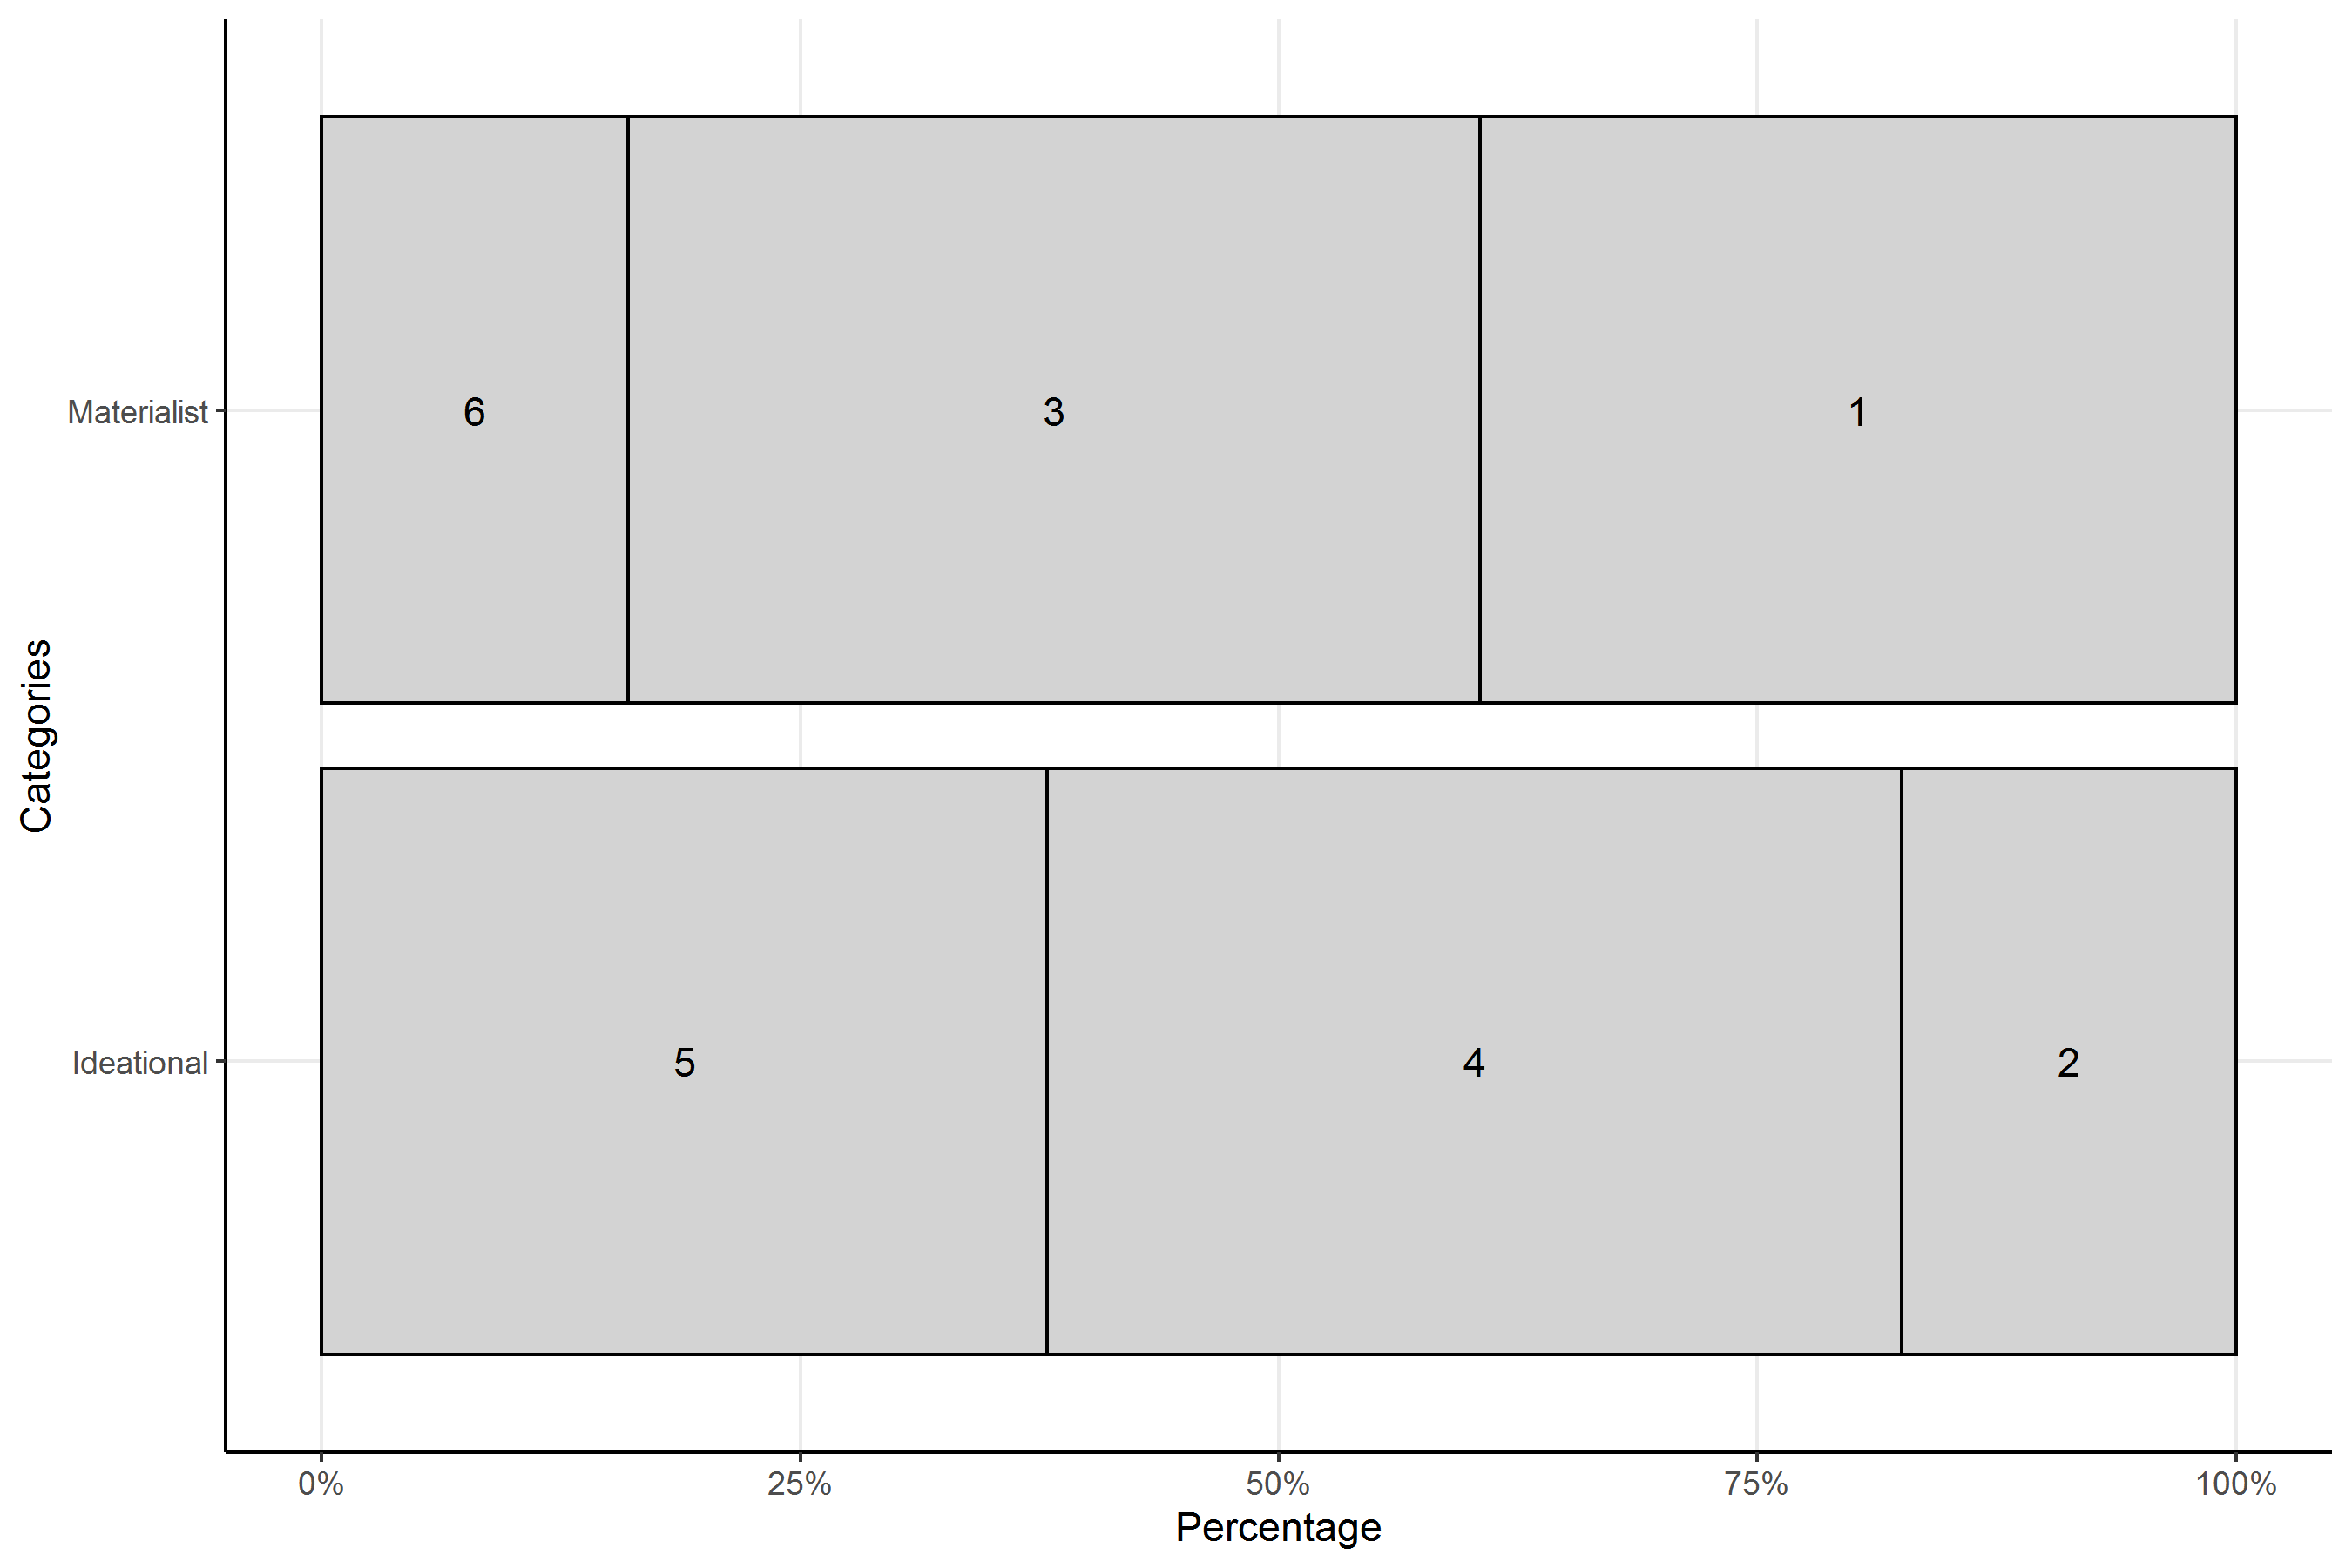 Categories
Materialist
6 3 1
Ideational
5 4 2
0% 25% 50% 75% 100%
Percentage